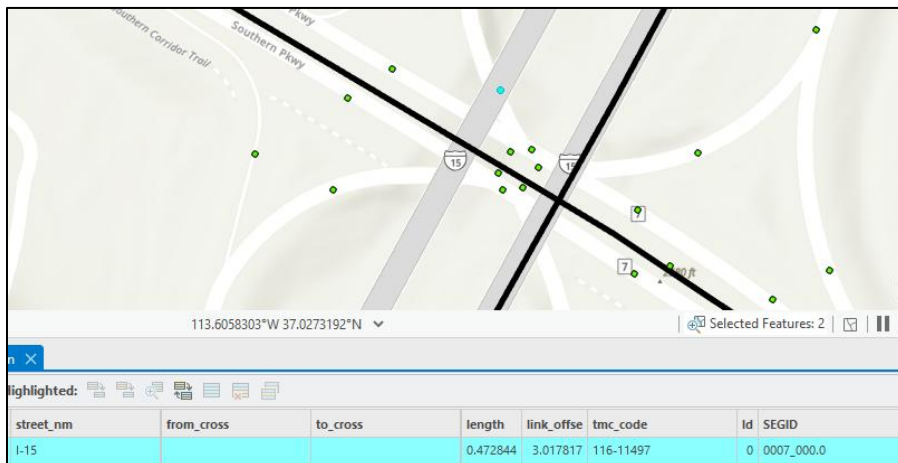 Southern Corridor Trail
Pkwy
Southern Pkwy
15
15
7
7
113.6058303°W 37.0273192°N
Selected Features: 2
Highlighted:
street_nm from_cross to_cross length link_offse tmc_code Id SEGID
I-15 0.472844 3.017817 116-11497 0 0007_000.0